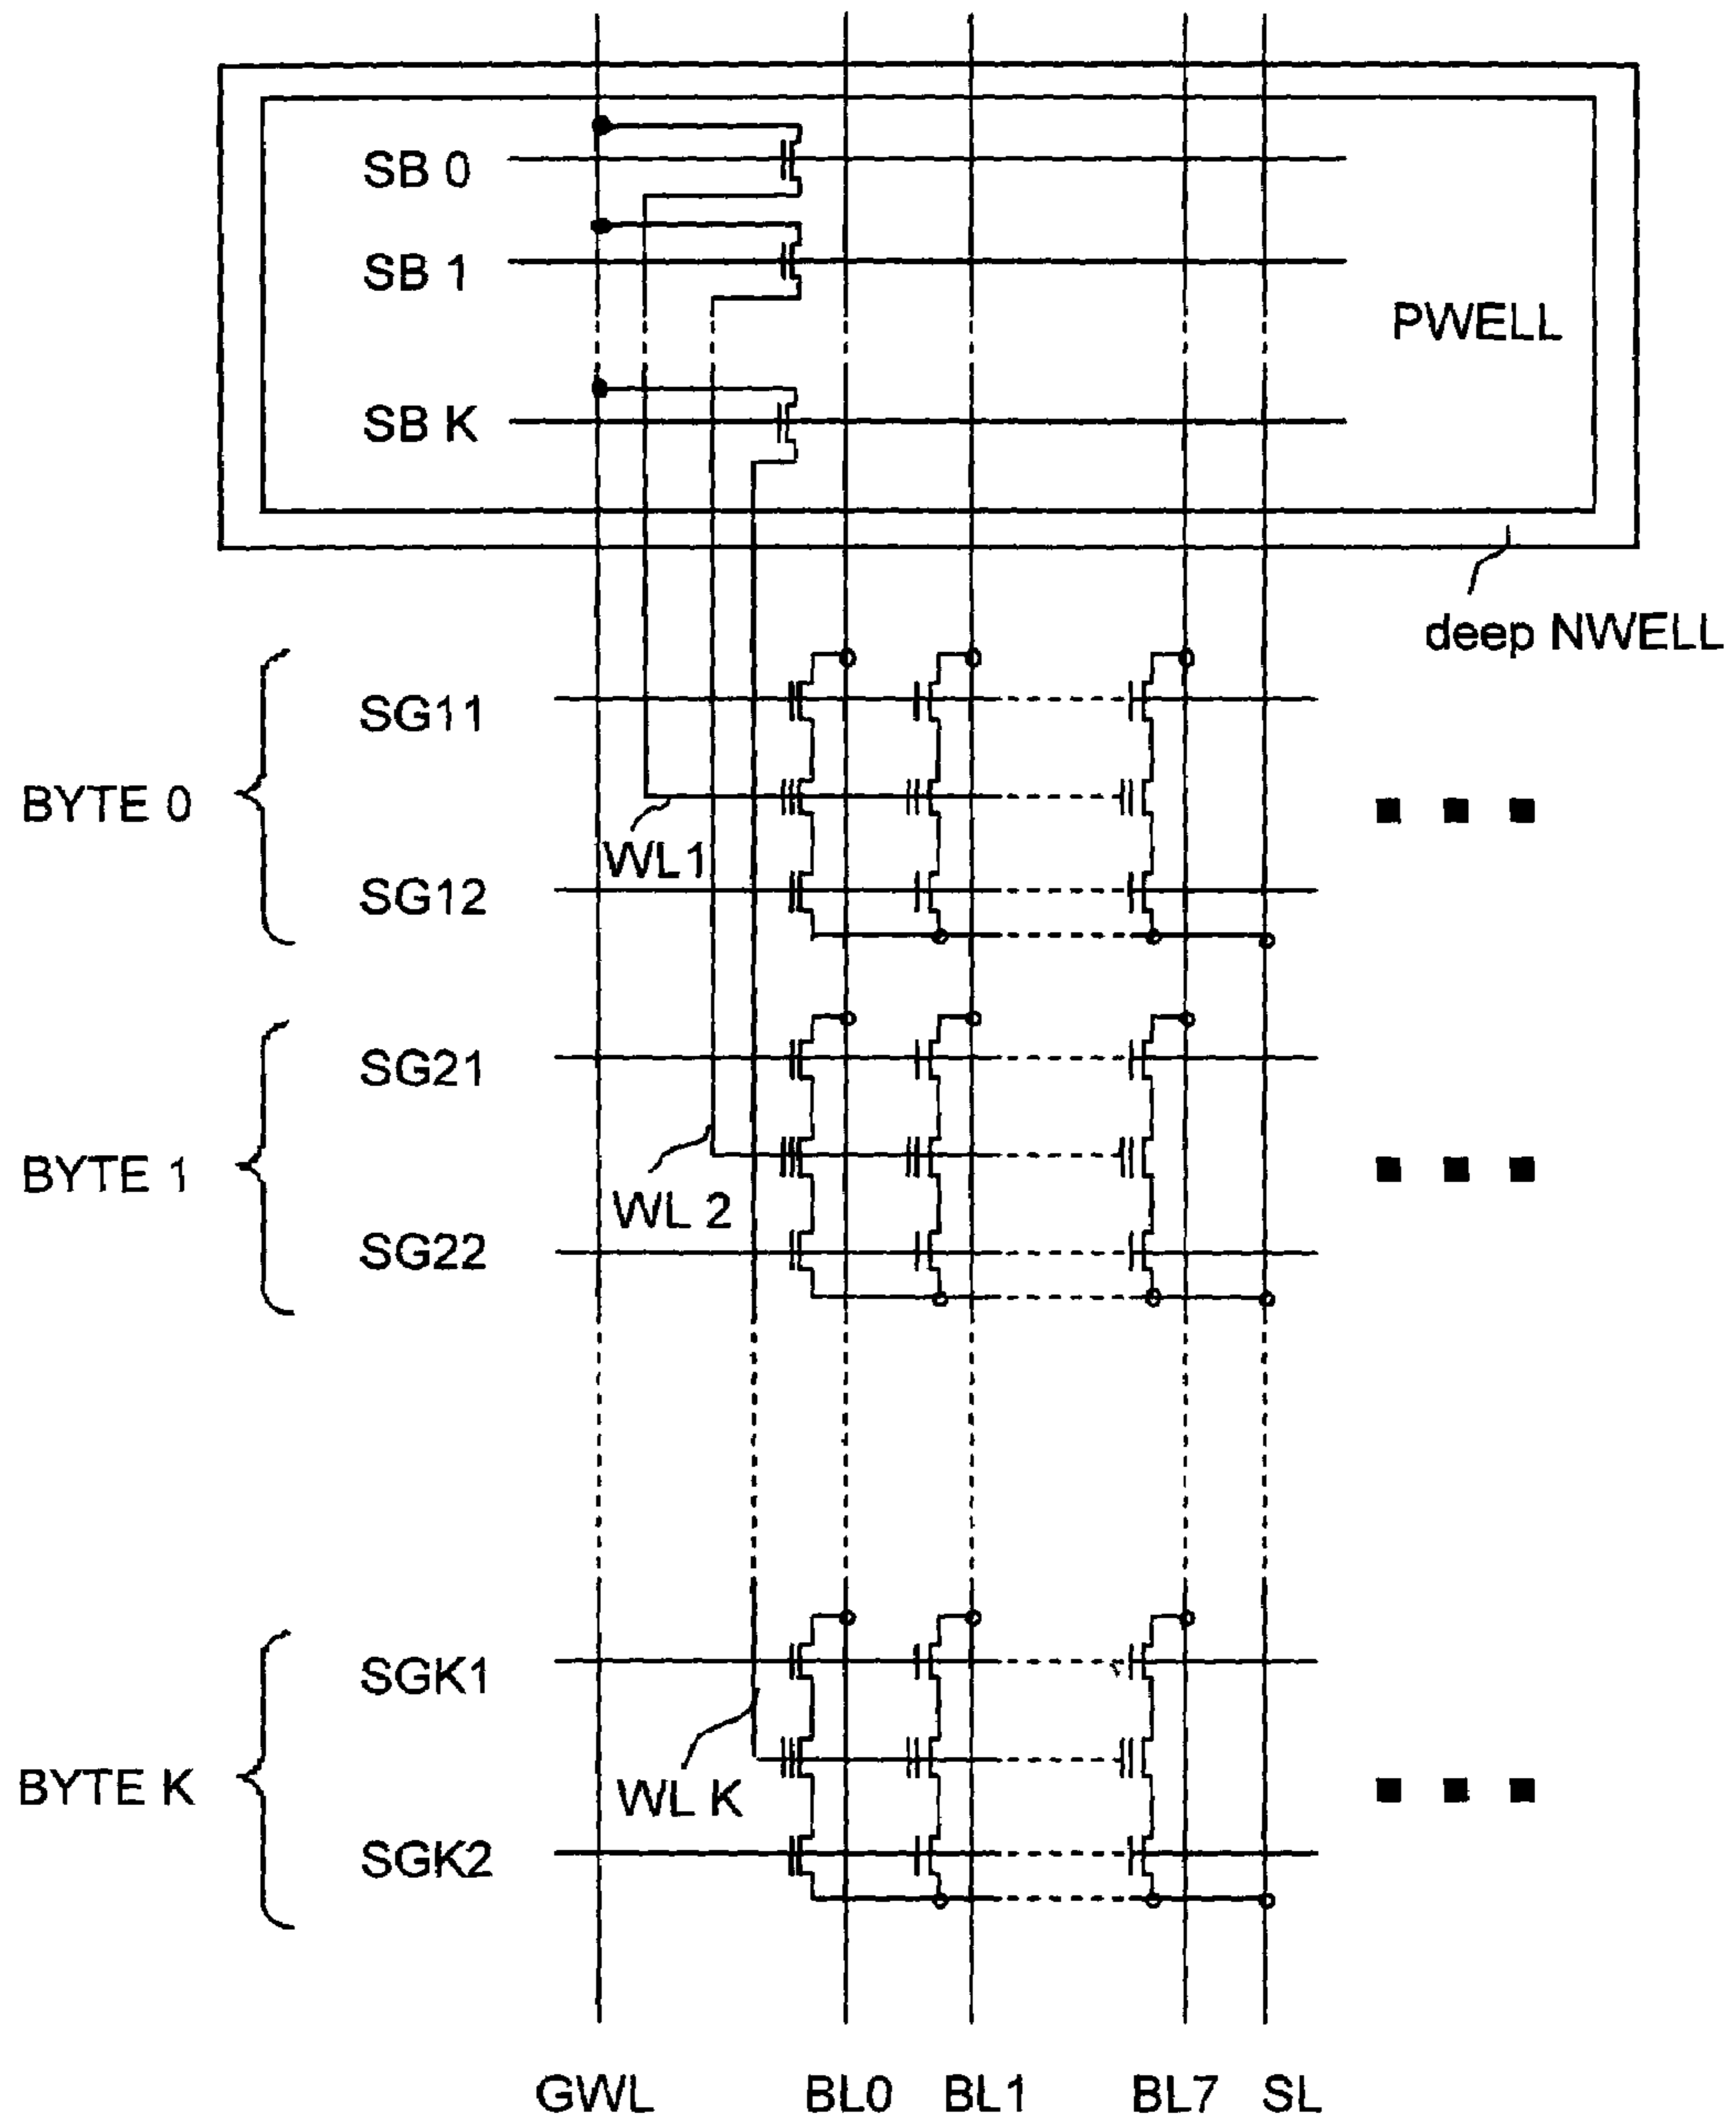 SB 0
SB 1
PWELL
SB K
deep NWELL
SG11
BYTE 0
WL1
SG12
SG21
BYTE 1
WL 2
SG22
SGK1
BYTE K
WL K
SGK2
GWL BL0 BL1 BL7 SL